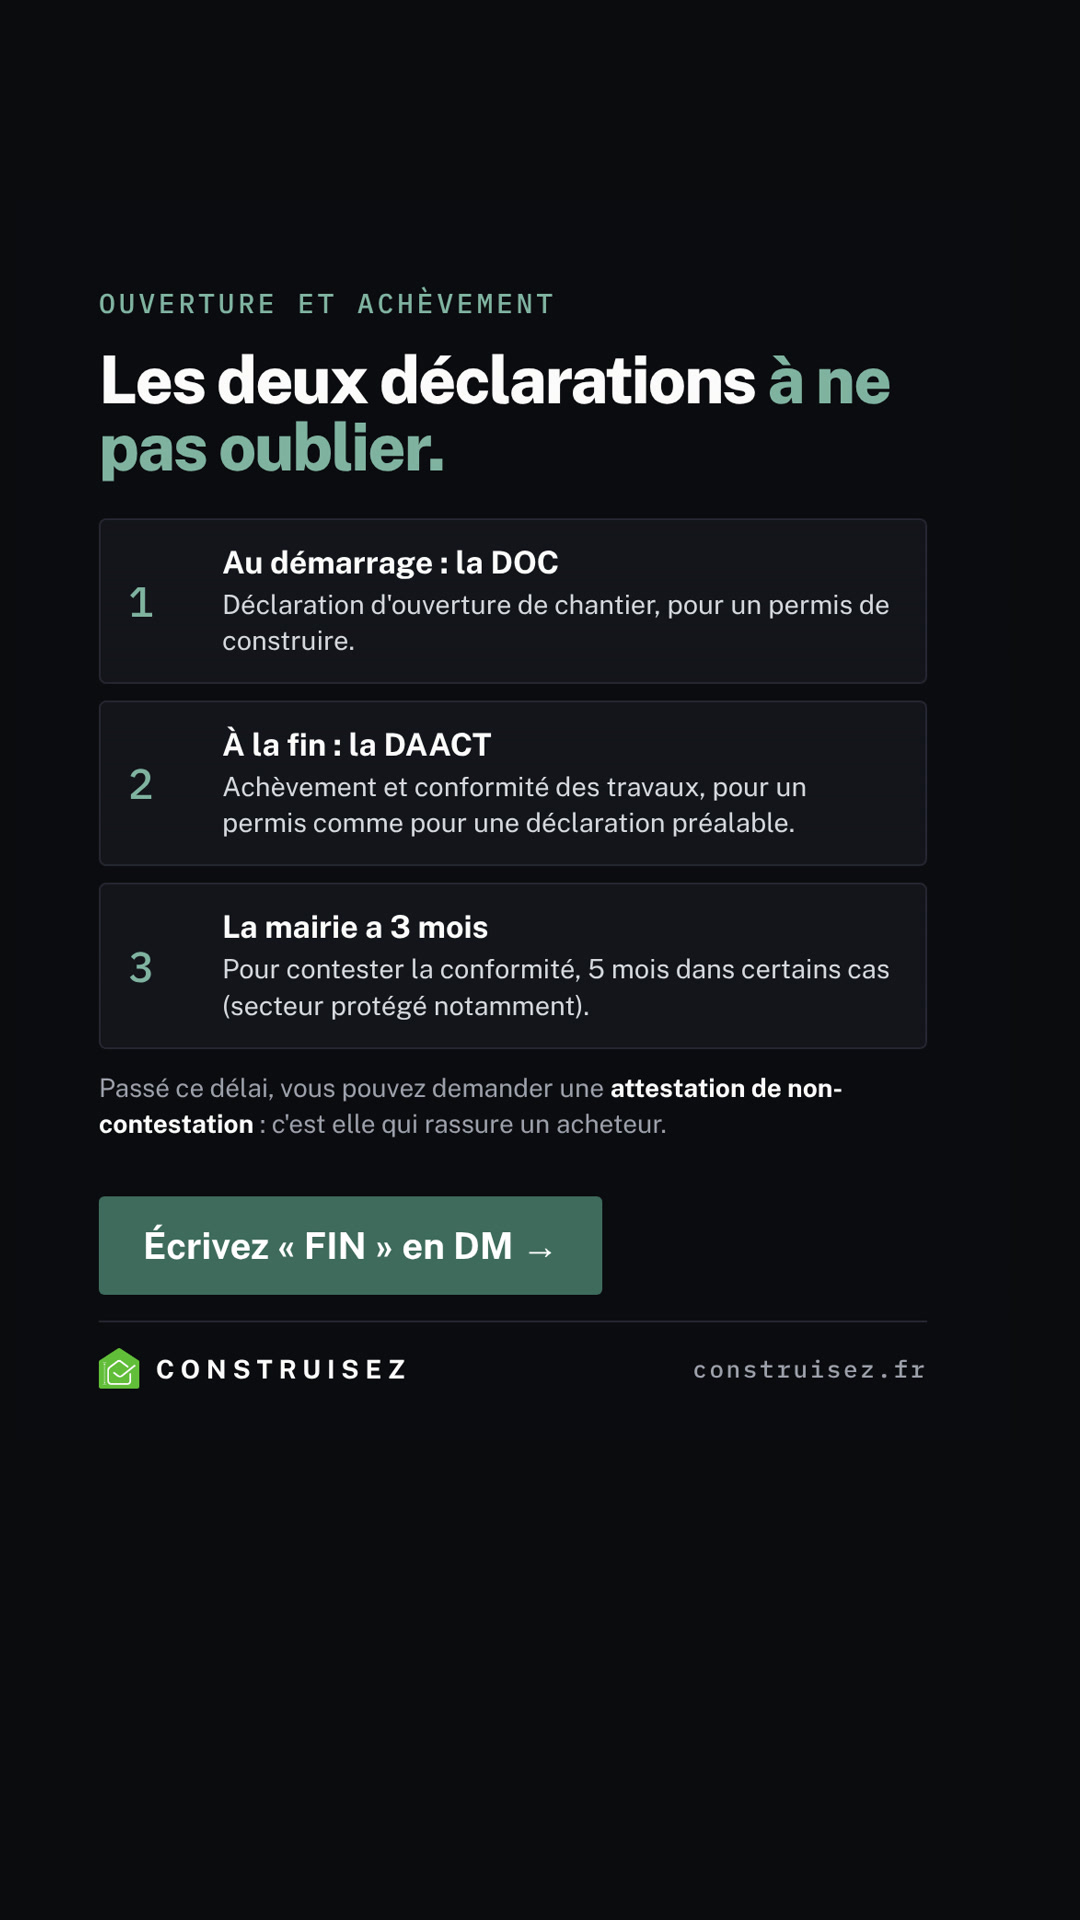 OUVERTURE ET ACHÈVEMENT
Les deux déclarations à ne
pas oublier.
1
Au démarrage : la DOC
Déclaration d'ouverture de chantier, pour un permis de
construire.
2
À la fin : la DAACT
Achèvement et conformité des travaux, pour un
permis comme pour une déclaration préalable.
3
La mairie a 3 mois
Pour contester la conformité, 5 mois dans certains cas
(secteur protégé notamment).
Passé ce délai, vous pouvez demander une attestation de non-
contestation : c'est elle qui rassure un acheteur.
Écrivez « FIN » en DM →
CONSTRUISEZ
construisez.fr